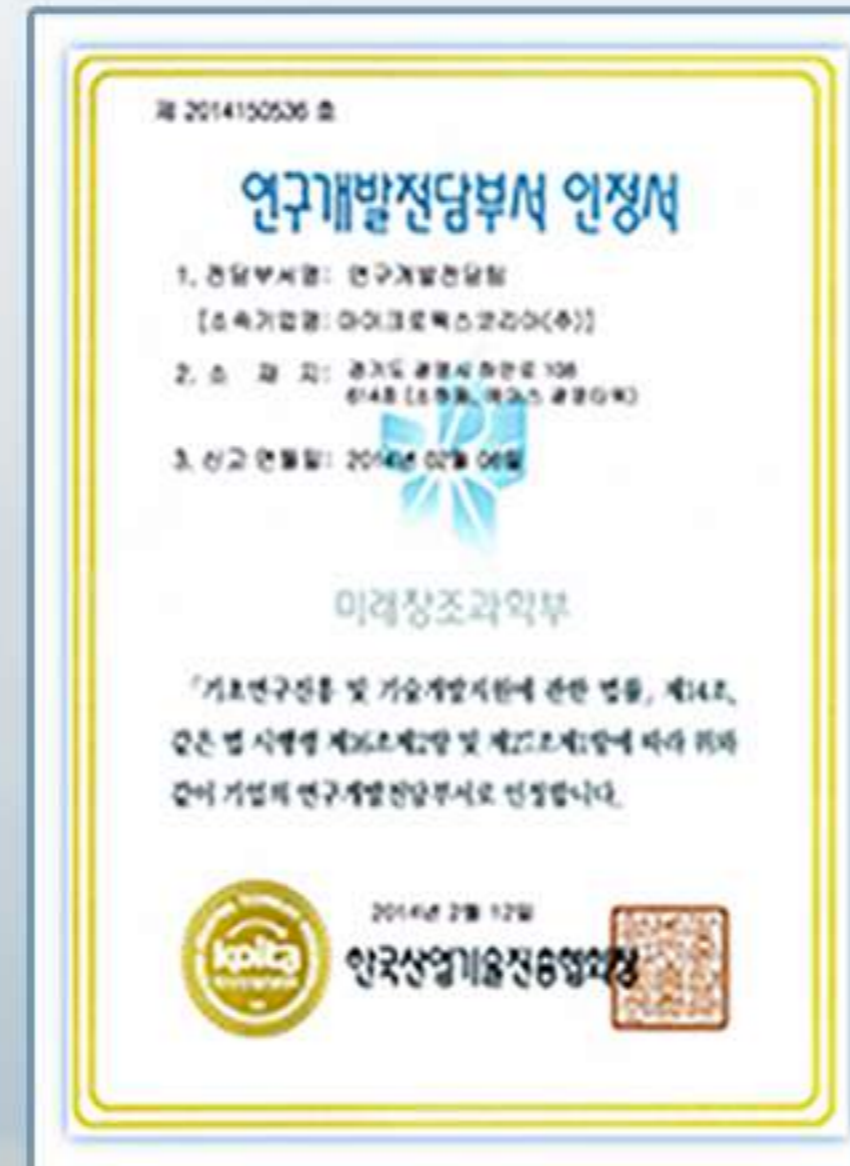 제 2014150536 호
연구개발전담부서 인정서
1. 전담부서명: 연구개발전담팀
[소속기업명: 마이크로웍스코리아(주)]
2. 소 재 지: 경기도 광명시 하안로 108
614호 (소하동, 에이스 광명타워)
3. 신고 연월일: 2014년 02월 06일
미래창조과학부
「기초연구진흥 및 기술개발지원에 관한 법률」 제14조,
같은 법 시행령 제16조제2항 및 제27조제1항에 따라 위와
같이 기업의 연구개발전담부서로 인정합니다.
2014년 2월 12일
koita
한국산업기술진흥협회장